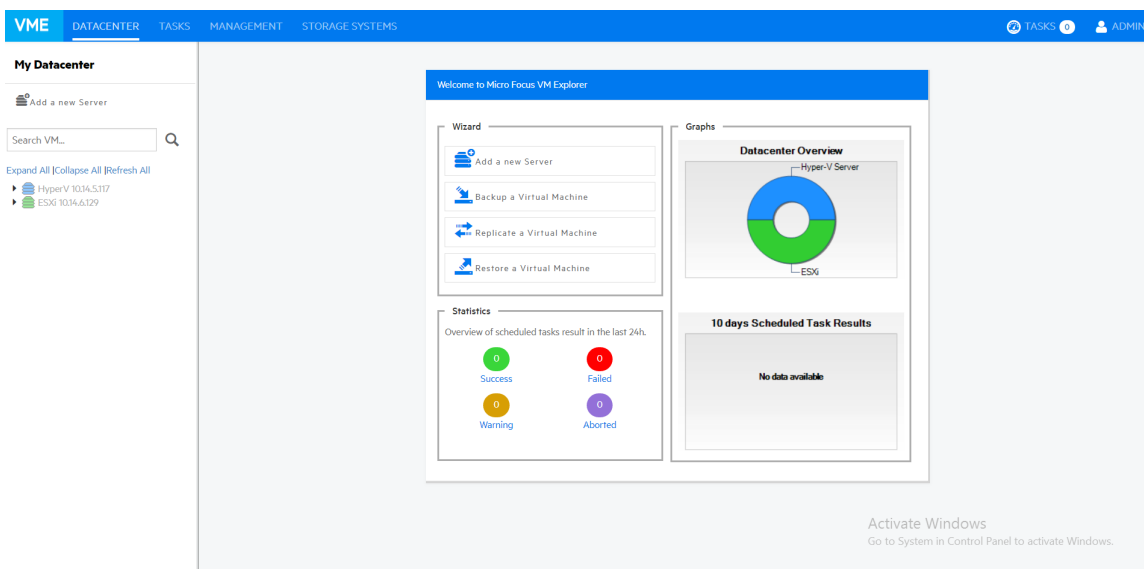 VME DATACENTER TASKS MANAGEMENT STORAGE SYSTEMS TASKS 0 ADMIN
My Datacenter
Add a new Server
Search VM...
Expand All |Collapse All |Refresh All
HyperV 10.14.5.117
ESXi 10.14.6.129
Welcome to Micro Focus VM Explorer
Wizard
Add a new Server
Backup a Virtual Machine
Replicate a Virtual Machine
Restore a Virtual Machine
Statistics
Overview of scheduled tasks result in the last 24h.
0 0
Success Failed
0 0
Warning Aborted
Graphs
Datacenter Overview
Hyper-V Server
ESXi
10 days Scheduled Task Results
No data available
Activate Windows
Go to System in Control Panel to activate Windows.